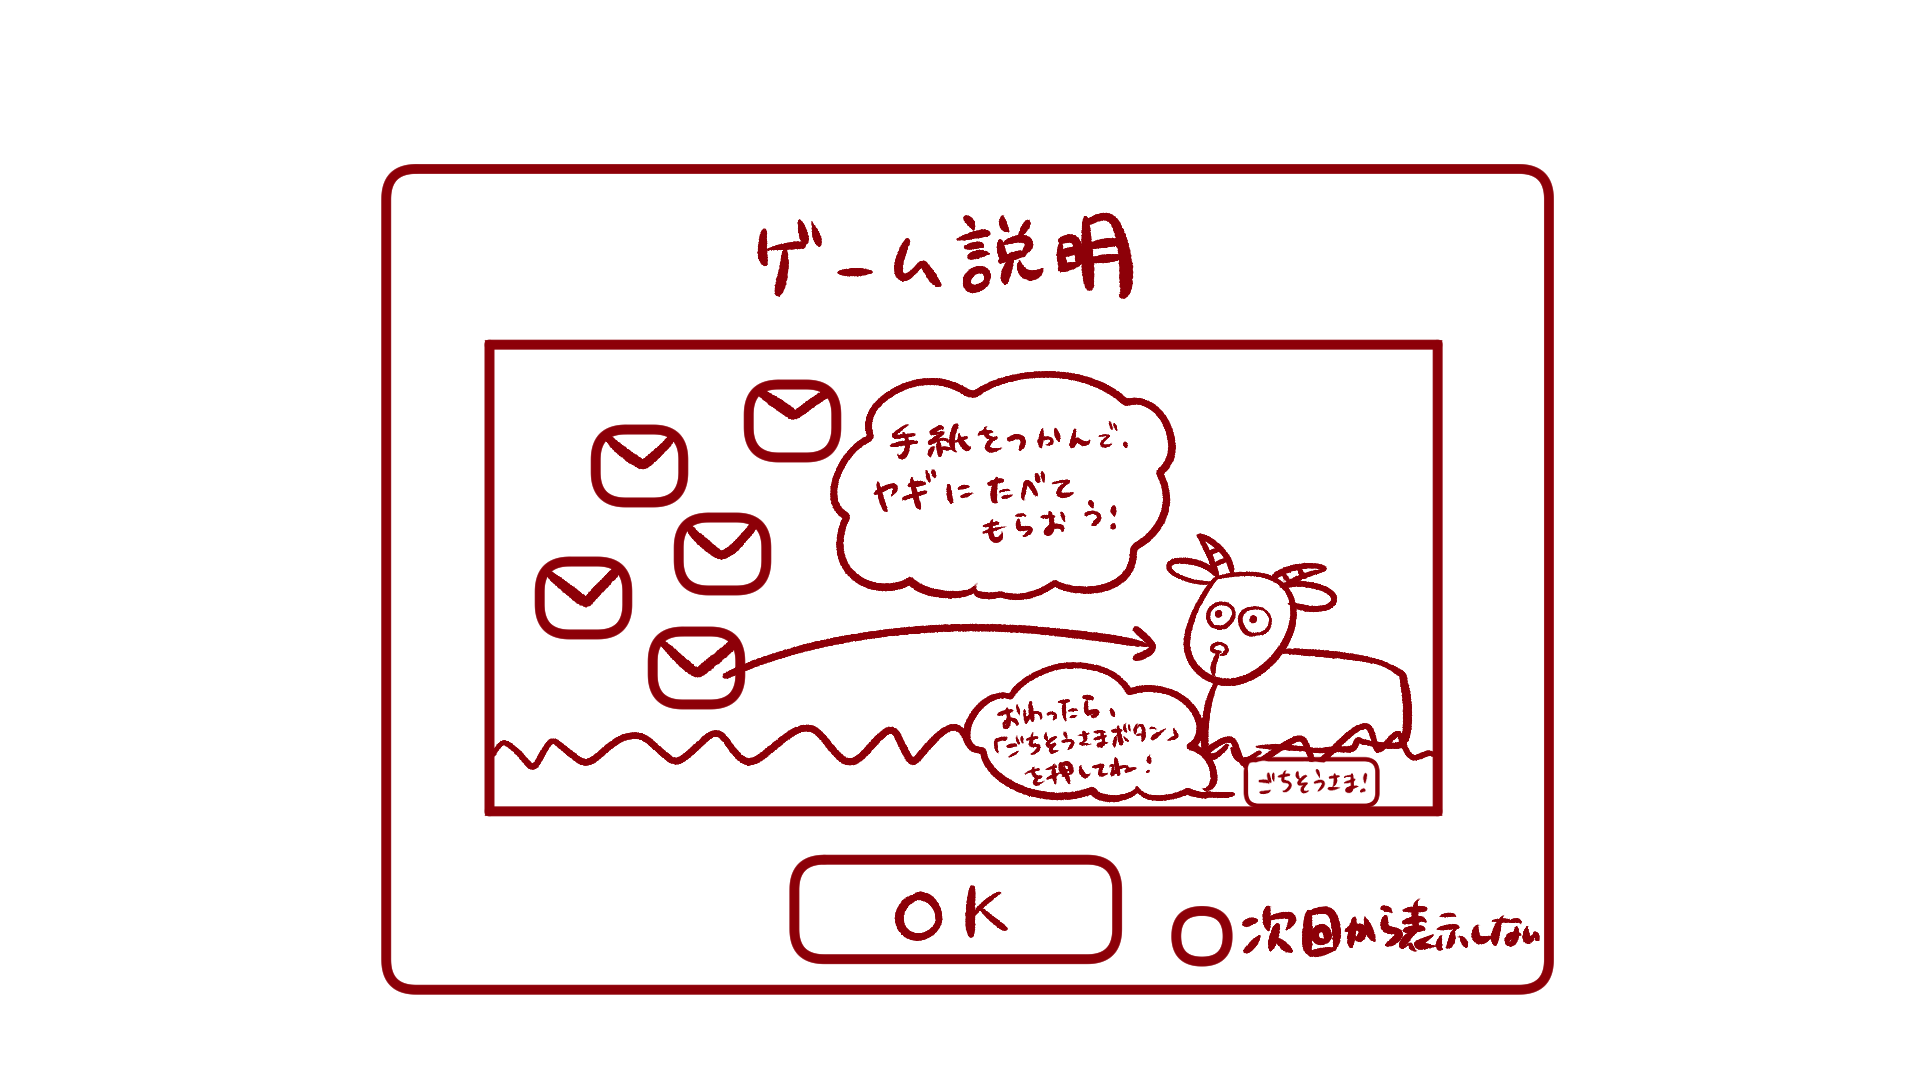 ゲーム説明
手紙をつかんで、
ヤギにたべて
もらおう!
おわったら、
「ごちそうさまボタン」
を押してね!
ごちそうさま!
OK
次回から表示しない